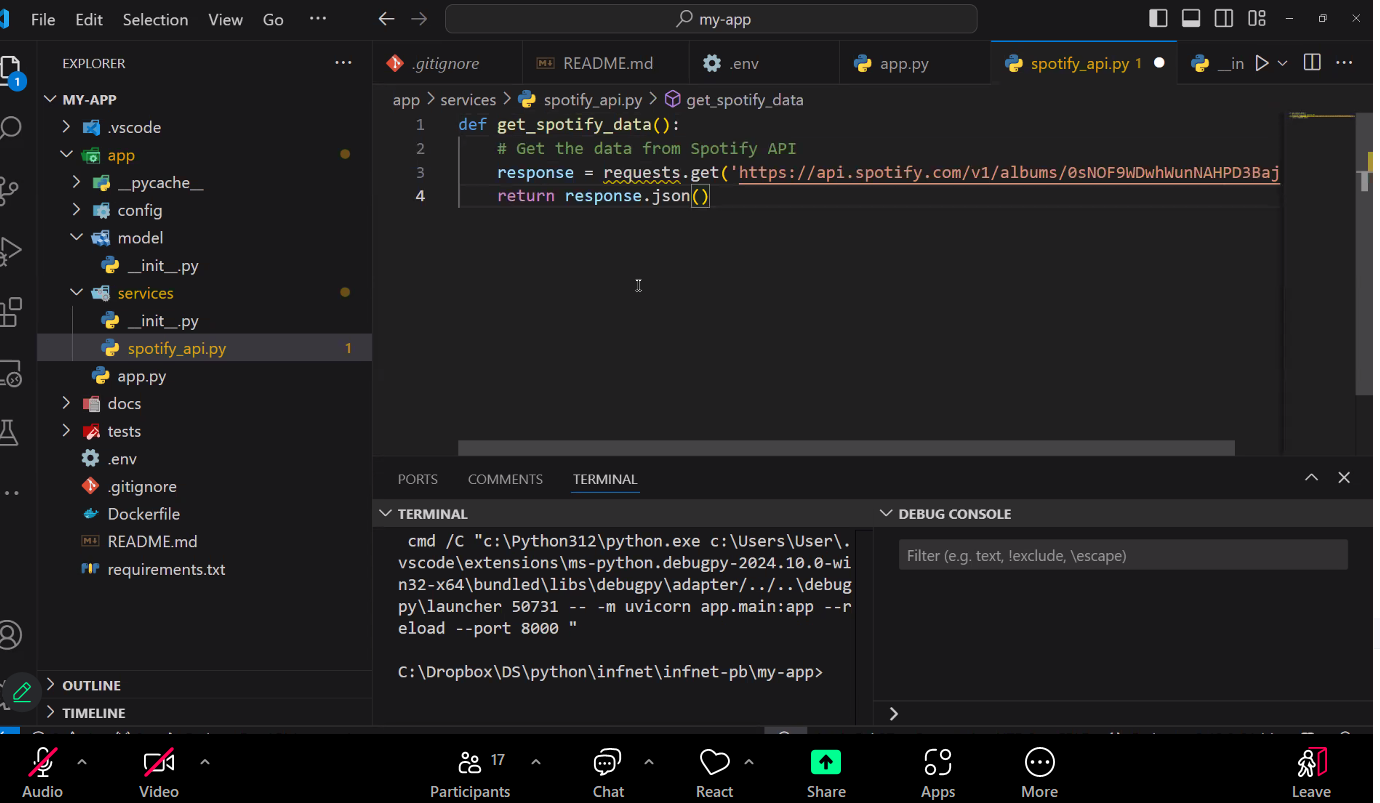 File Edit Selection View Go ... my-app
EXPLORER ...
.gitignore README.md .env app.py spotify_api.py 1 __in ...
1
app > services > spotify_api.py > get_spotify_data
MY-APP
.vscode
app
__pycache__
config
model
__init__.py
services
__init__.py
spotify_api.py 1
app.py
docs
tests
.env
.gitignore
Dockerfile
README.md
requirements.txt
OUTLINE
TIMELINE
1 def get_spotify_data():
2 # Get the data from Spotify API
3 response = requests.get('https://api.spotify.com/v1/albums/0sNOF9WDwhWunNAHPD3Baj
4 return response.json()
PORTS COMMENTS TERMINAL
TERMINAL
cmd /C "c:\Python312\python.exe c:\Users\User\.
vscode\extensions\ms-python.debugpy-2024.10.0-wi
n32-x64\bundled\libs\debugpy\adapter/../..\debug
py\launcher 50731 -- -m uvicorn app.main:app --r
eload --port 8000 "
C:\Dropbox\DS\python\infnet\infnet-pb\my-app>
DEBUG CONSOLE
Filter (e.g. text, !exclude, \escape)
Audio Video Participants 17 Chat React Share Apps More Leave